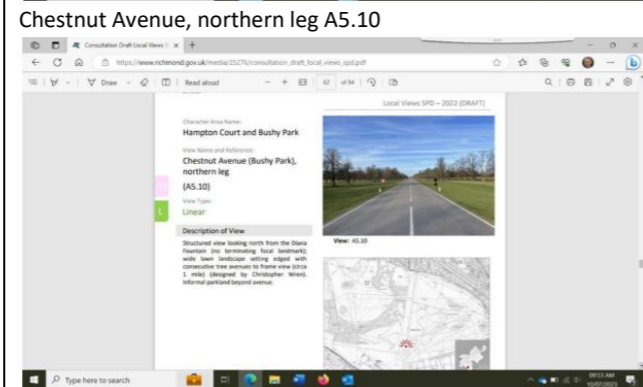 Chestnut Avenue, northern leg A5.10
Consultation Draft Local Views S
https://www.richmond.gov.uk/media/25276/consultation_draft_local_views_spd.pdf
Draw
Read aloud
62 of 94
Local Views SPD – 2022 (DRAFT)
Character Area Name:
Hampton Court and Bushy Park
View Name and Reference:
Chestnut Avenue (Bushy Park),
northern leg
(A5.10)
View Type:
L
Linear
Description of View
Structured view looking north from the Diana
Fountain (no terminating focal landmark);
wide lawn landscape setting edged with
consecutive tree avenues to frame view (circa
1 mile) (designed by Christopher Wren).
Informal parkland beyond avenue.
View: A5.10
Type here to search
09:53 AM
10/07/2023